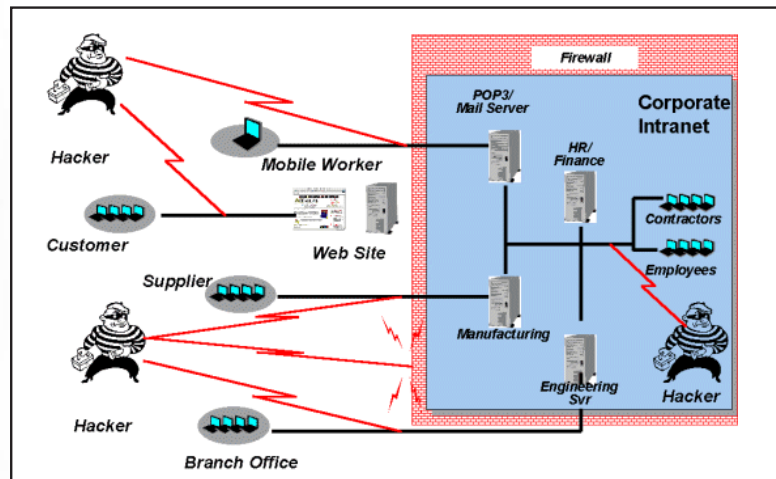 Firewall
POP3/
Mail Server
Corporate
Intranet
HR/
Finance
Hacker
Mobile Worker
Contractors
Customer
Web Site
Employees
Supplier
Manufacturing
Hacker
Engineering
Svr
Hacker
Branch Office